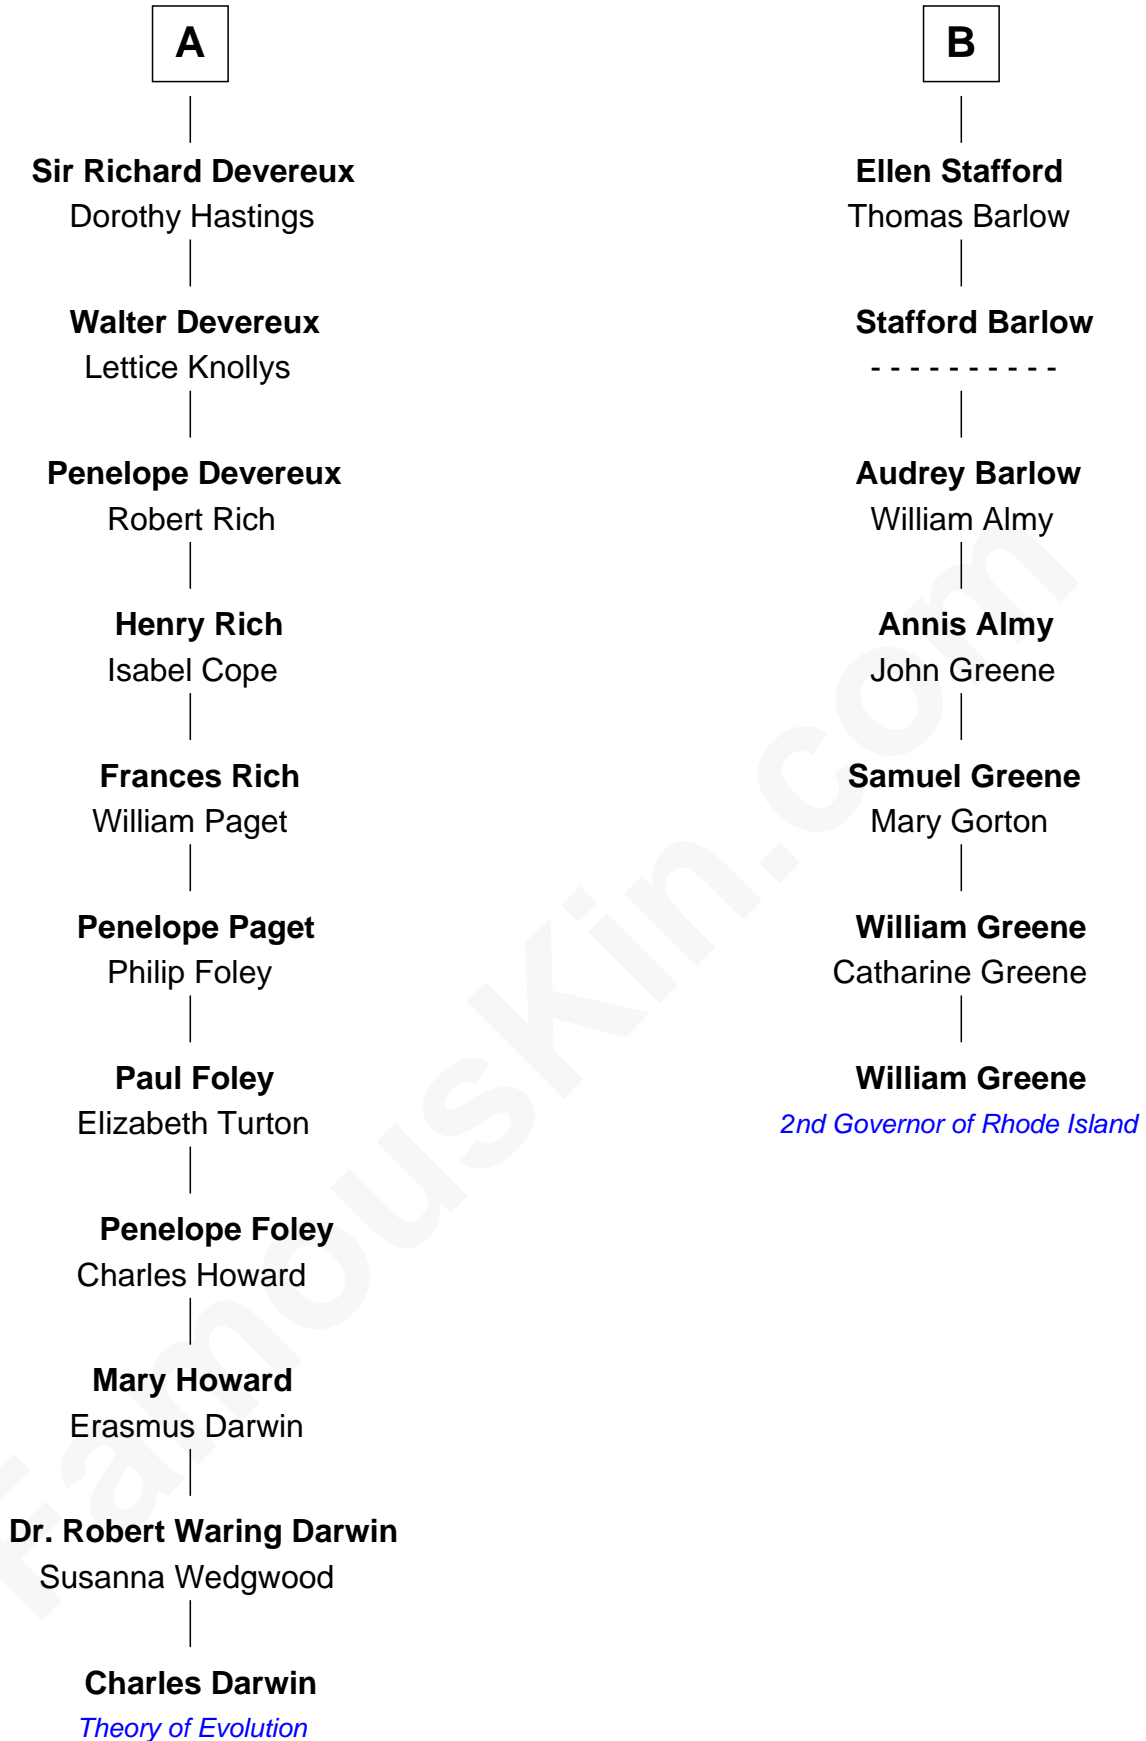 A
Sir Richard Devereux
Dorothy Hastings
Walter Devereux
Lettice Knollys
Penelope Devereux
Robert Rich
Henry Rich
Isabel Cope
Frances Rich
William Paget
Penelope Paget
Philip Foley
Paul Foley
Elizabeth Turton
Penelope Foley
Charles Howard
Mary Howard
Erasmus Darwin
Dr. Robert Waring Darwin
Susanna Wedgwood
Charles Darwin
Theory of Evolution
B
Ellen Stafford
Thomas Barlow
Stafford Barlow
- - - - - - - - - -
Audrey Barlow
William Almy
Annis Almy
John Greene
Samuel Greene
Mary Gorton
William Greene
Catharine Greene
William Greene
2nd Governor of Rhode Island
FamousKin.com